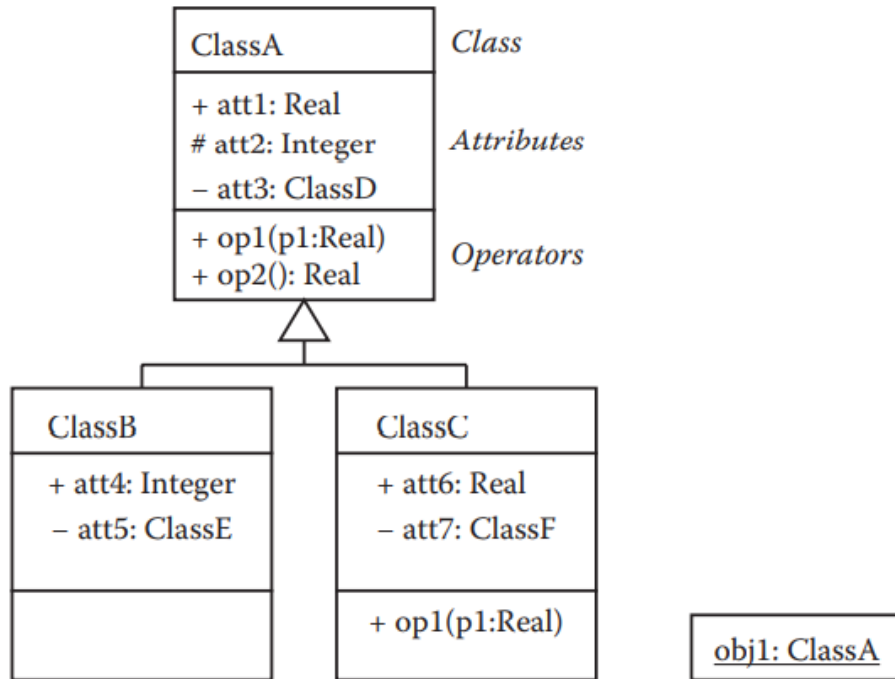 ClassA
Class
+ att1: Real
# att2: Integer
– att3: ClassD
Attributes
+ op1(p1:Real)
+ op2(): Real
Operators
ClassB
+ att4: Integer
– att5: ClassE
ClassC
+ att6: Real
– att7: ClassF
+ op1(p1:Real)
obj1: ClassA